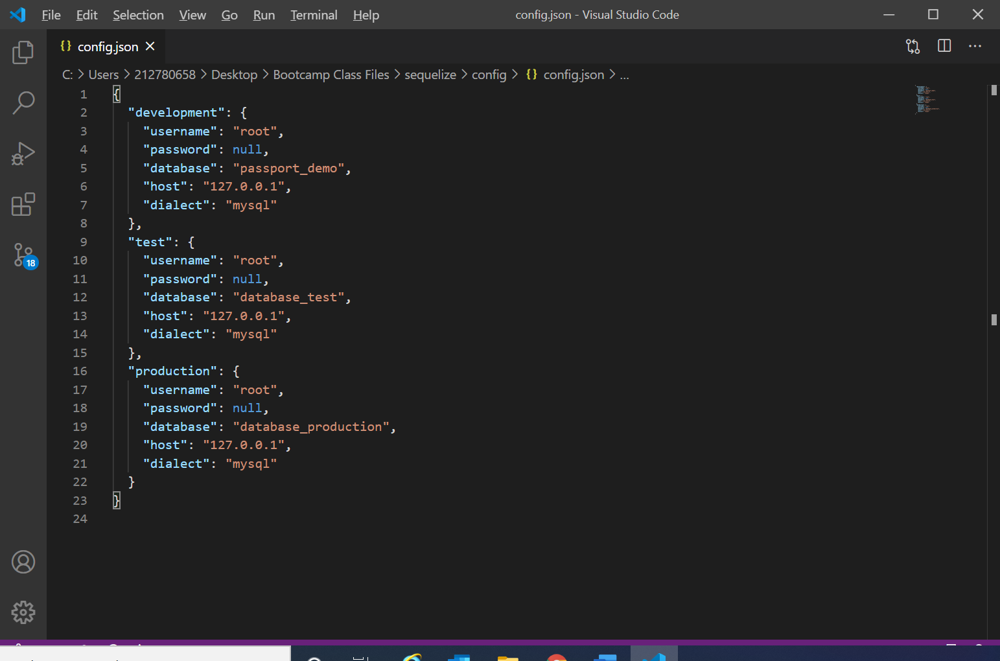 File Edit Selection View Go Run Terminal Help config.json - Visual Studio Code
{} config.json
C: > Users > 212780658 > Desktop > Bootcamp Class Files > sequelize > config > {} config.json > ...
1 {
2 "development": {
3 "username": "root",
4 "password": null,
5 "database": "passport_demo",
6 "host": "127.0.0.1",
7 "dialect": "mysql"
8 },
9 "test": {
10 "username": "root",
11 "password": null,
12 "database": "database_test",
13 "host": "127.0.0.1",
14 "dialect": "mysql"
15 },
16 "production": {
17 "username": "root",
18 "password": null,
19 "database": "database_production",
20 "host": "127.0.0.1",
21 "dialect": "mysql"
22 }
23 }
24
18